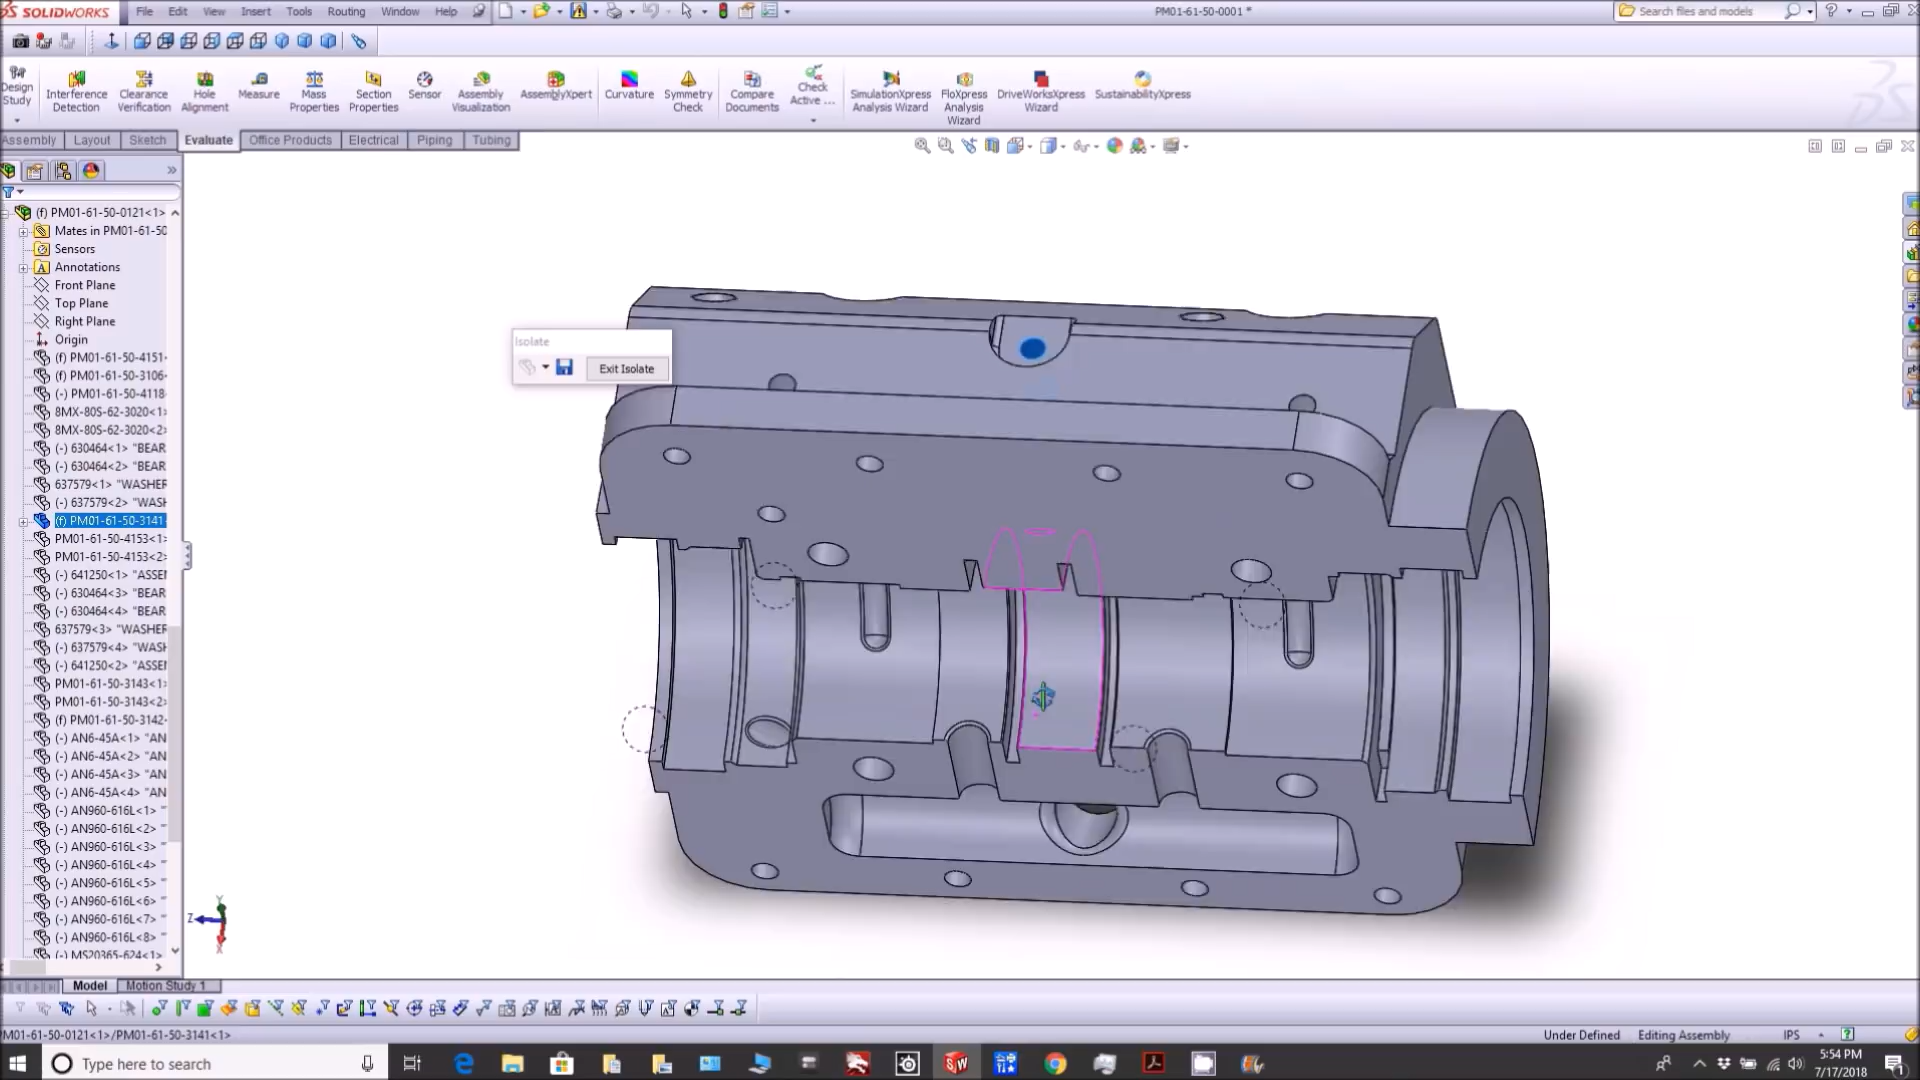 SOLIDWORKS File Edit View Insert Tools Routing Window Help PM01-61-50-0001 * Search files and models
Design Study
Interference Detection
Clearance Verification
Hole Alignment
Measure
Mass Properties
Section Properties
Sensor
Assembly Visualization
AssemblyXpert
Curvature
Symmetry Check
Compare Documents
Check Active ...
SimulationXpress Analysis Wizard
FloXpress Analysis Wizard
DriveWorksXpress Wizard
SustainabilityXpress
Assembly Layout Sketch Evaluate Office Products Electrical Piping Tubing
(f) PM01-61-50-0121<1>
Mates in PM01-61-50
Sensors
Annotations
Front Plane
Top Plane
Right Plane
Origin
(f) PM01-61-50-4151
(f) PM01-61-50-3106
(-) PM01-61-50-4118
8MX-80S-62-3020<1>
8MX-80S-62-3020<2>
(-) 630464<1> "BEAR
(-) 630464<2> "BEAR
637579<1> "WASHER
(-) 637579<2> "WASH
(f) PM01-61-50-3141
PM01-61-50-4153<1>
PM01-61-50-4153<2>
(-) 641250<1> "ASSEM
(-) 630464<3> "BEAR
(-) 630464<4> "BEAR
637579<3> "WASHER
(-) 637579<4> "WASH
(-) 641250<2> "ASSEM
PM01-61-50-3143<1>
PM01-61-50-3143<2>
(f) PM01-61-50-3142
(-) AN6-45A<1> "AN
(-) AN6-45A<2> "AN
(-) AN6-45A<3> "AN
(-) AN6-45A<4> "AN
(-) AN960-616L<1> "
(-) AN960-616L<2> "
(-) AN960-616L<3> "
(-) AN960-616L<4> "
(-) AN960-616L<5> "
(-) AN960-616L<6> "
(-) AN960-616L<7> "
(-) AN960-616L<8> "
(-) MS20365-624<1>
Isolate
Exit Isolate
Y
Z
X
Model Motion Study 1
PM01-61-50-0121<1>/PM01-61-50-3141<1> Under Defined Editing Assembly IPS
Type here to search
5:54 PM
7/17/2018